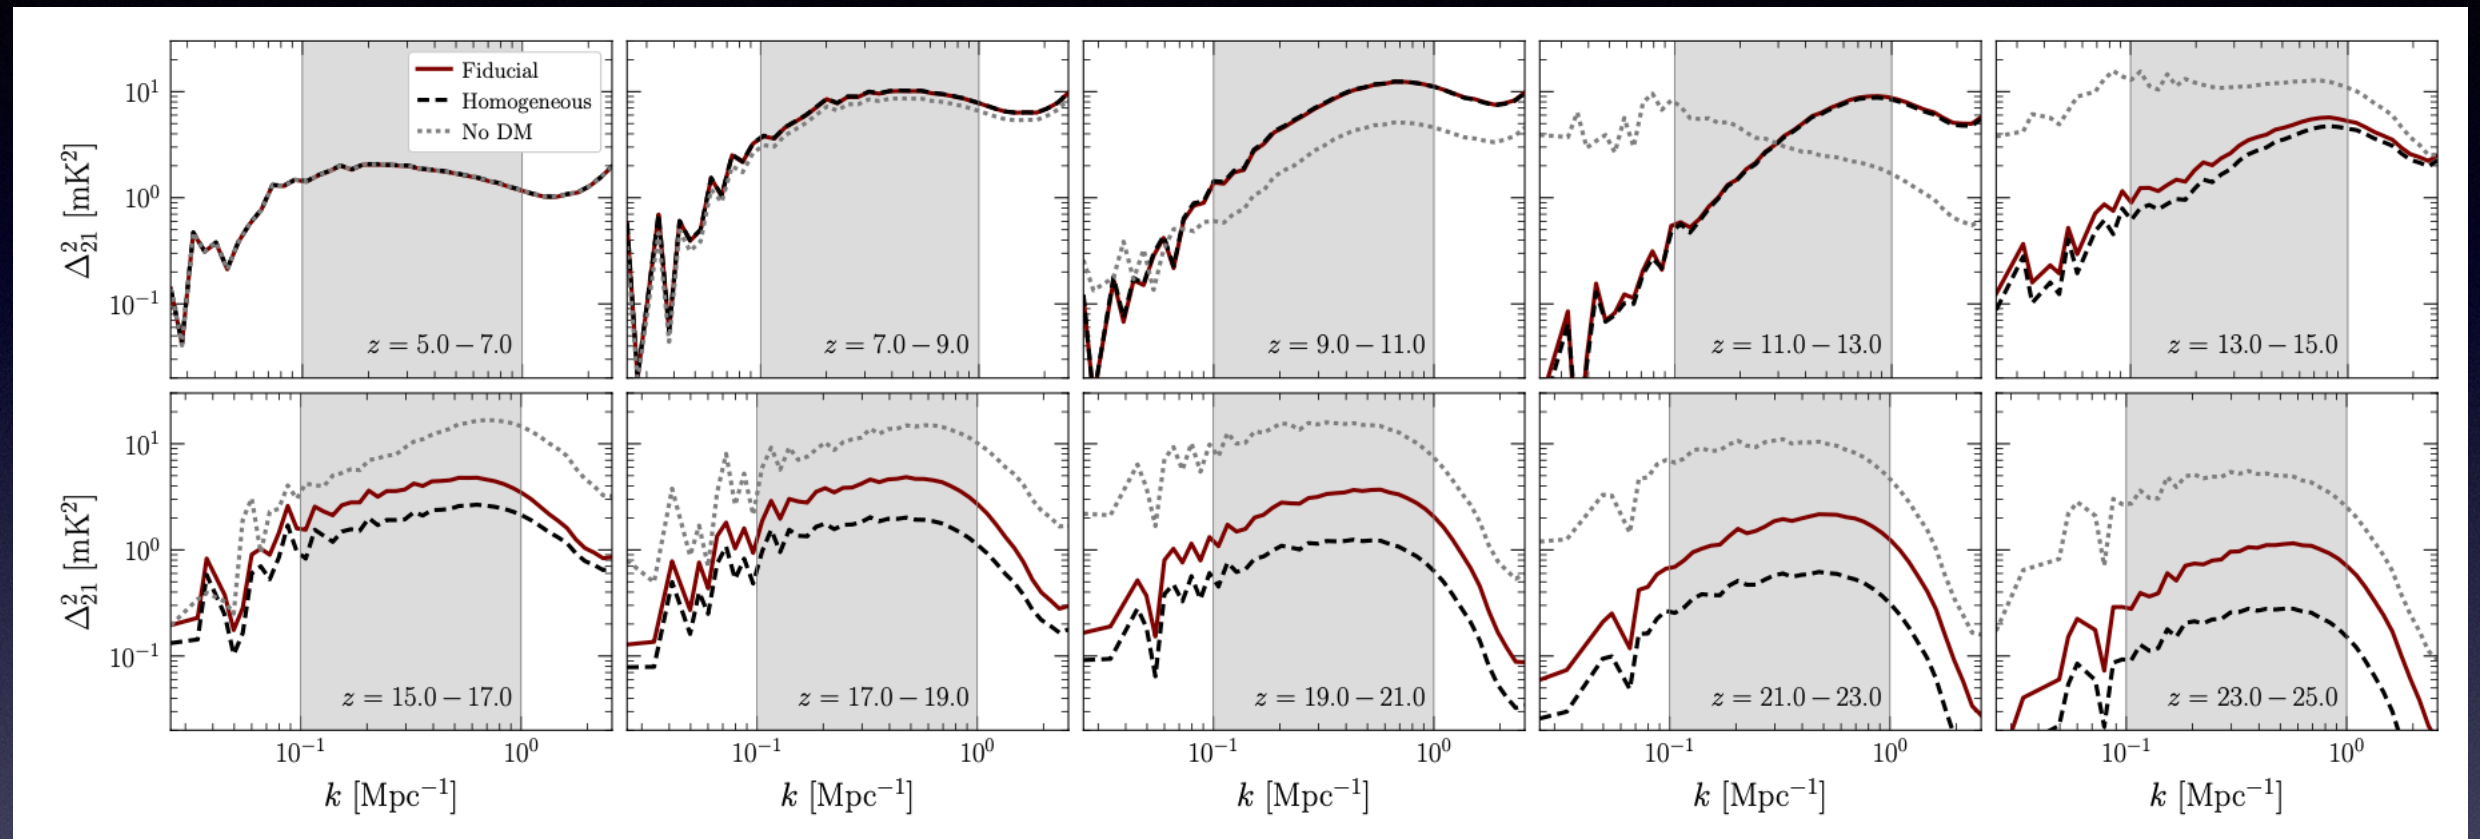 Fiducial
Homogeneous
No DM
10¹
10⁰
10⁻¹
Δ²₂₁ [mK²]
z = 5.0 − 7.0
z = 7.0 − 9.0
z = 9.0 − 11.0
z = 11.0 − 13.0
z = 13.0 − 15.0
10¹
10⁰
10⁻¹
Δ²₂₁ [mK²]
z = 15.0 − 17.0
z = 17.0 − 19.0
z = 19.0 − 21.0
z = 21.0 − 23.0
z = 23.0 − 25.0
10⁻¹ 10⁰ 10⁻¹ 10⁰ 10⁻¹ 10⁰ 10⁻¹ 10⁰ 10⁻¹ 10⁰
k [Mpc⁻¹] k [Mpc⁻¹] k [Mpc⁻¹] k [Mpc⁻¹] k [Mpc⁻¹]